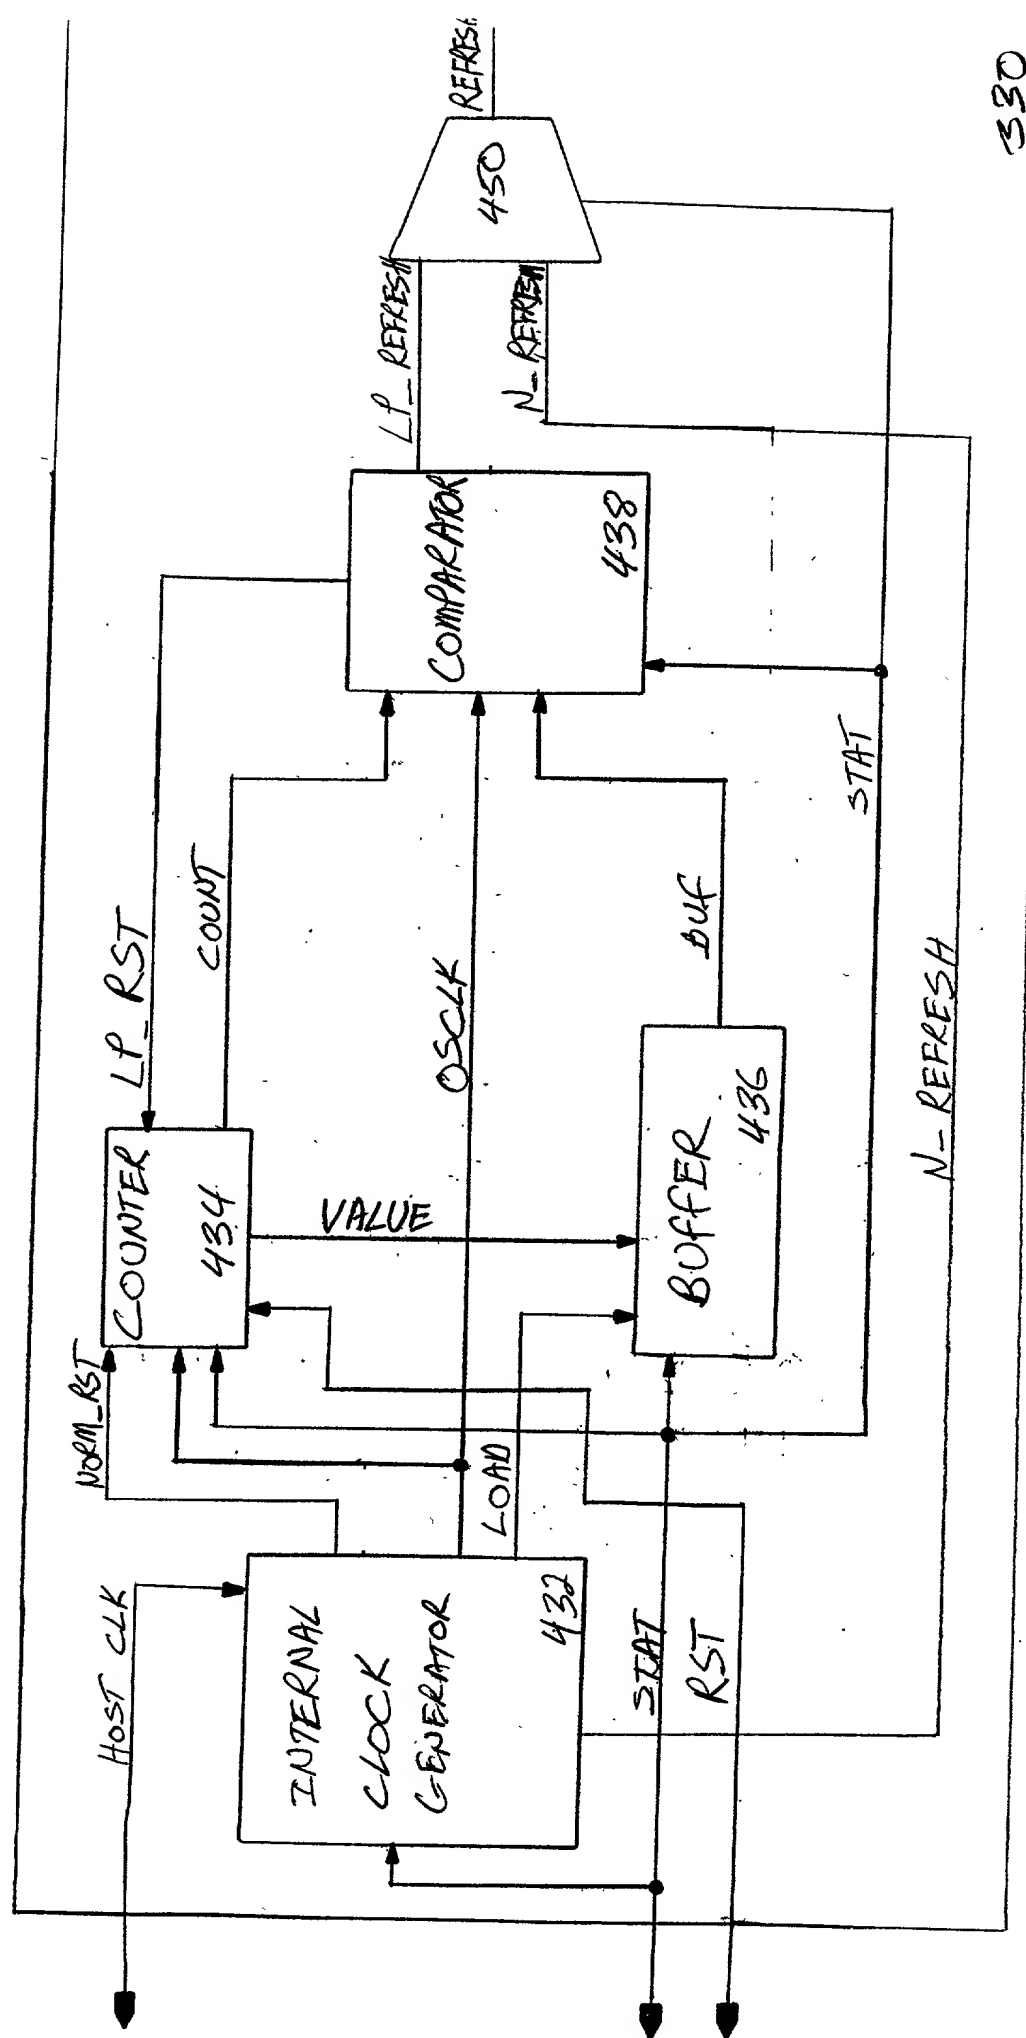 HOST CLK
NORM_RST
COUNTER
434
LP_RST
COUNT
INTERNAL
CLOCK
GENERATOR
432
LOAD
VALUE
OSCLK
COMPARATOR
438
LP_REFRESH
N_REFRESH
450
REFRESH
BUFFER
436
BUF
STAT
RST
STAT
N_REFRESH
330